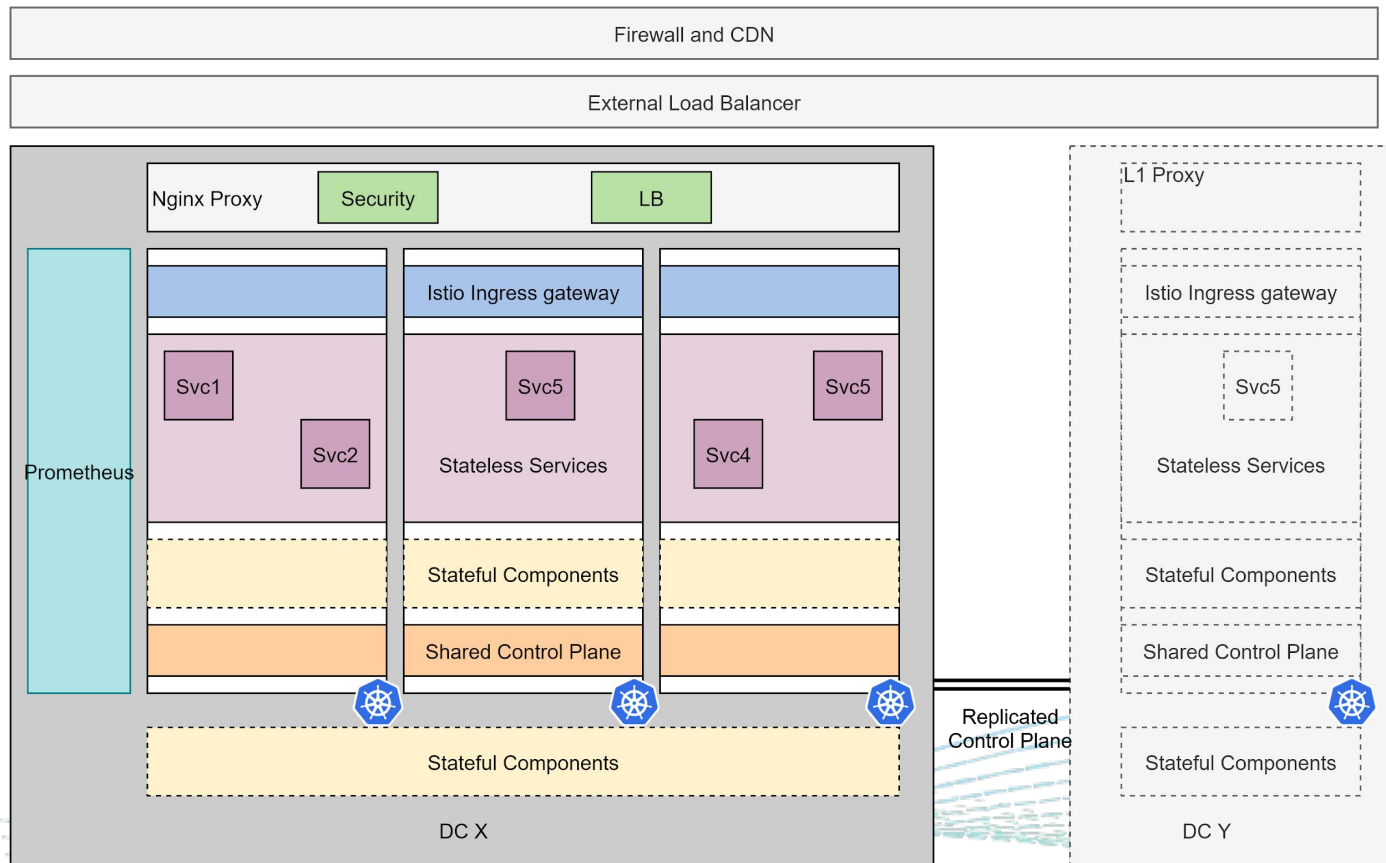 Firewall and CDN
External Load Balancer
Nginx Proxy
Security
LB
L1 Proxy
Istio Ingress gateway
Istio Ingress gateway
Svc1
Svc5
Svc5
Svc5
Svc2
Svc4
Stateless Services
Stateless Services
Prometheus
Stateful Components
Stateful Components
Shared Control Plane
Shared Control Plane
Replicated
Control Plane
Stateful Components
Stateful Components
DC X
DC Y